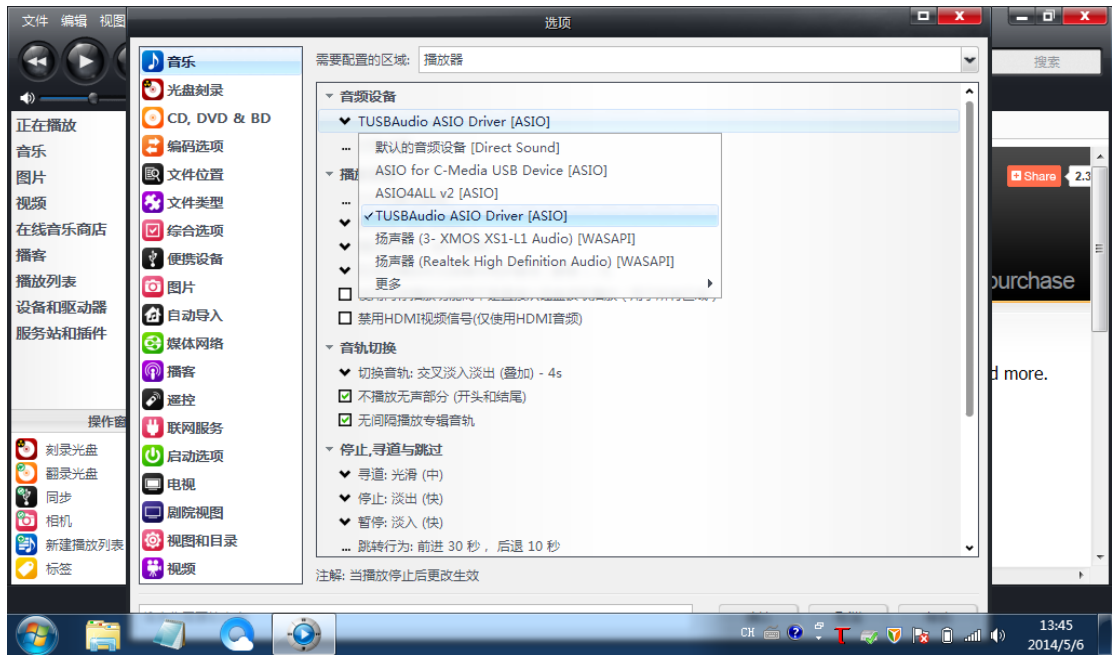 文件 编辑 视图
选项
搜索
正在播放
音乐
图片
视频
在线音乐商店
播客
播放列表
设备和驱动器
服务站和插件
刻录光盘
翻录光盘
同步
相机
新建播放列表
标签
音乐
光盘刻录
CD, DVD & BD
编码选项
文件位置
文件类型
综合选项
便携设备
图片
自动导入
媒体网络
播客
遥控
联网服务
启动选项
电视
剧院视图
视图和目录
视频
需要配置的区域: 播放器
音频设备
TUSBAudio ASIO Driver [ASIO]
默认的音频设备 [Direct Sound]
ASIO for C-Media USB Device [ASIO]
ASIO4ALL v2 [ASIO]
TUSBAudio ASIO Driver [ASIO]
扬声器 (3- XMOS XS1-L1 Audio) [WASAPI]
扬声器 (Realtek High Definition Audio) [WASAPI]
更多
禁用HDMI视频信号(仅使用HDMI音频)
音轨切换
切换音轨: 交叉淡入淡出 (叠加) - 4s
不播放无声部分 (开头和结尾)
无间隔播放专辑音轨
停止,寻道与跳过
寻道: 光滑 (中)
停止: 淡出 (快)
暂停: 淡入 (快)
... 跳转行为: 前进 30 秒 ，后退 10 秒
注解: 当播放停止后更改生效
Share 2.3
purchase
d more.
CH
13:45
2014/5/6